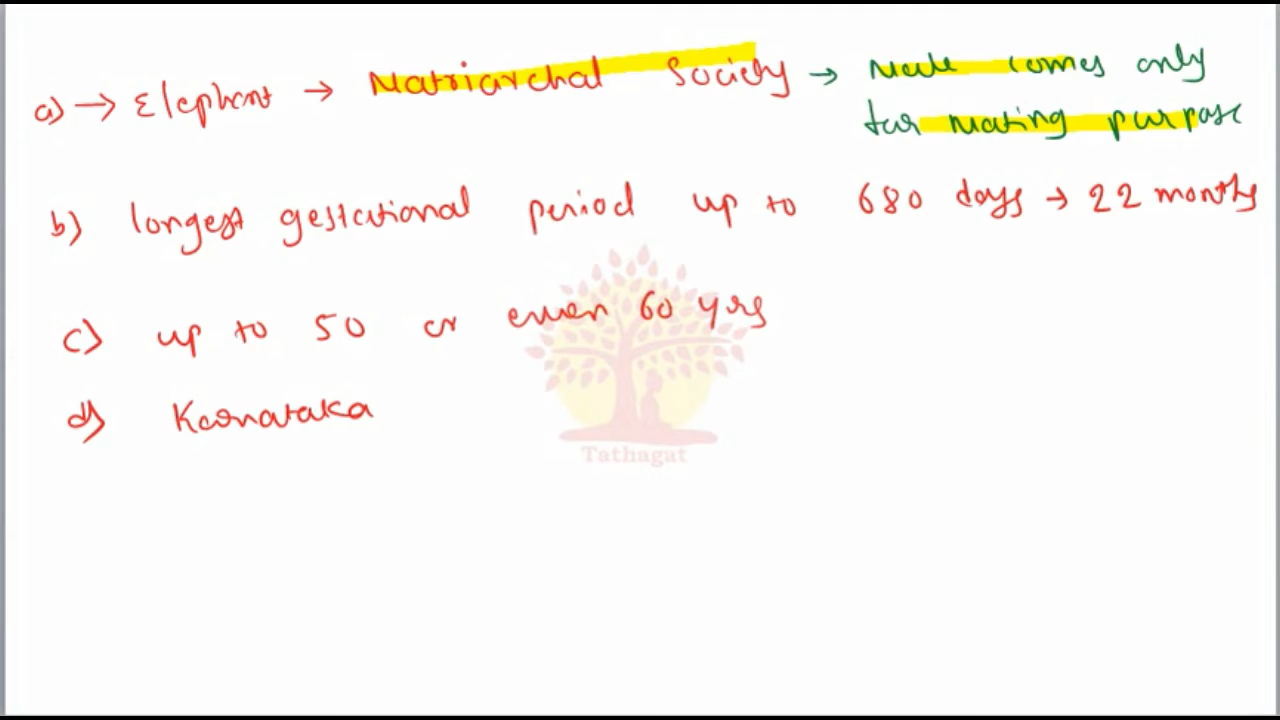 a) → Elephant → Matriarchal Society → Male comes only
for mating purpose
b) longest gestational period up to 680 days → 22 months
c) up to 50 or even 60 yrs
d) Karnataka
Tathagat